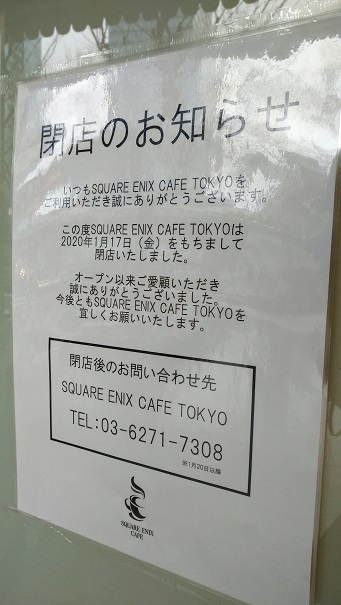 閉店のお知らせ
いつもSQUARE ENIX CAFE TOKYOを
ご利用いただき誠にありがとうございます。
この度SQUARE ENIX CAFE TOKYOは
2020年1月17日（金）をもちまして
閉店いたしました。
オープン以来ご愛顧いただき
誠にありがとうございました。
今後ともSQUARE ENIX CAFE TOKYOを
宜しくお願いいたします。
閉店後のお問い合わせ先
SQUARE ENIX CAFE TOKYO
TEL:03-6271-7308
※1月20日以降
SQUARE ENIX
CAFE